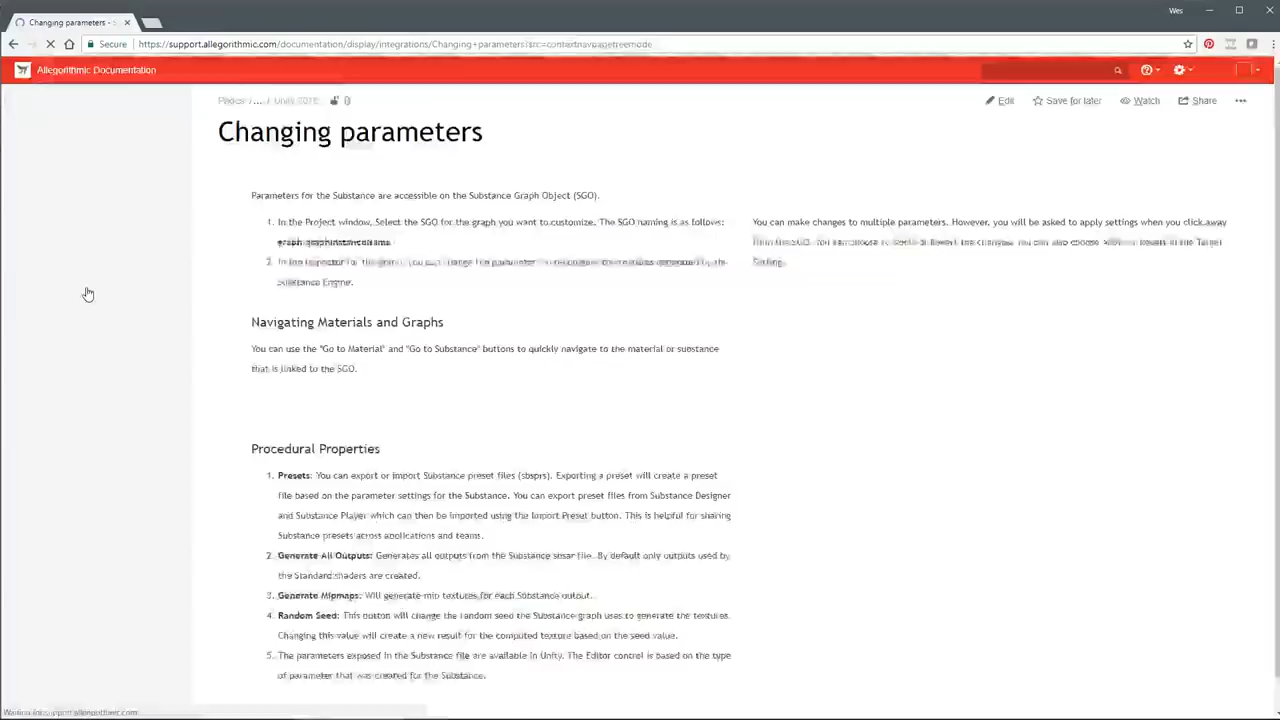 Changing parameters - S
Wes
Secure https://support.allegorithmic.com/documentation/display/integrations/Changing+parameters?src=contextnavpagetreemode
Allegorithmic Documentation
Pages /... /
Edit Save for later Watch Share
Changing parameters
Parameters for the Substance are accessible on the Substance Graph Object (SGO).
1. In the Project window, Select the SGO for the graph you want to customize. The SGO naming is as follows:
2. In the
Substance Engine.
You can make changes to multiple parameters. However, you will be asked to apply settings when you click away
Navigating Materials and Graphs
You can use the "Go to Material" and "Go to Substance" buttons to quickly navigate to the material or substance
that is linked to the SGO.
Procedural Properties
1. Presets: You can export or import Substance preset files (sbsprs). Exporting a preset will create a preset
file based on the parameter settings for the Substance. You can export preset files from Substance Designer
and Substance Player which can then be imported using the Import Preset button. This is helpful for sharing
Substance presets across applications and teams.
2. Generate All Outputs: Generates all outputs from the Substance sbsar file. By default only outputs used by
the Standard shaders are created.
3. Generate Mipmaps: Will generate mip textures for each Substance output.
4. Random Seed: This button will change the random seed the Substance graph uses to generate the textures.
Changing this value will create a new result for the computed texture based on the seed value.
5. The parameters exposed in the Substance file are available in Unity. The Editor control is based on the type
of parameter that was created for the Substance.
Waiting for support.allegorithmic.com